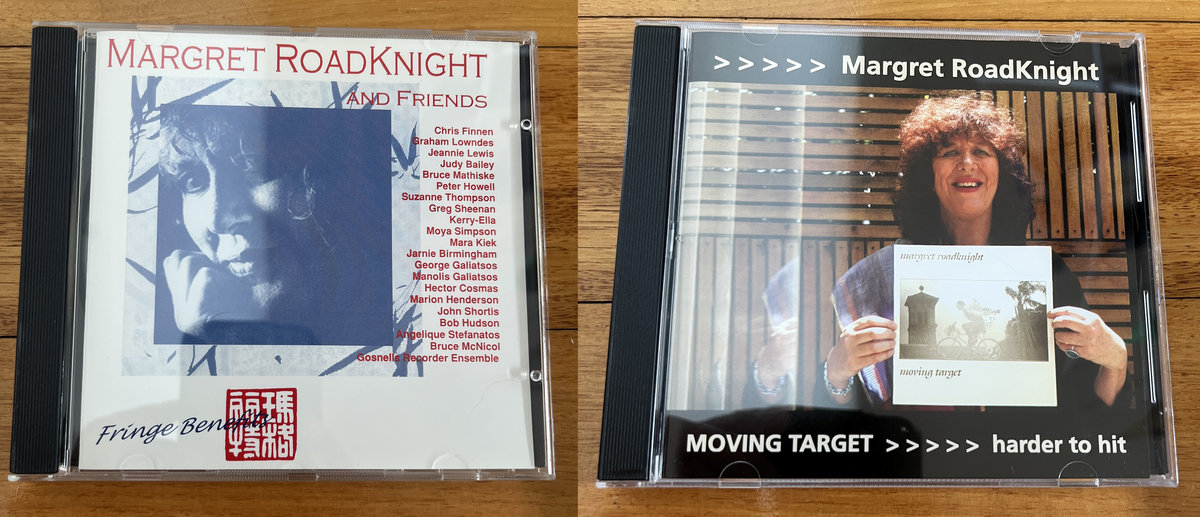 MARGRET ROADKNIGHT
AND FRIENDS
Chris Finnen
Graham Lowndes
Jeannie Lewis
Judy Bailey
Bruce Mathiske
Peter Howell
Suzanne Thompson
Greg Sheenan
Kerry-Ella
Moya Simpson
Mara Kiek
Jarnie Birmingham
George Galiatsos
Manolis Galiatsos
Hector Cosmas
Marion Henderson
John Shortis
Bob Hudson
Angelique Stefanatos
Bruce McNicol
Gosnells Recorder Ensemble
Fringe Benefits
> > > > > Margret RoadKnight
margret roadknight
moving target
MOVING TARGET > > > > > harder to hit